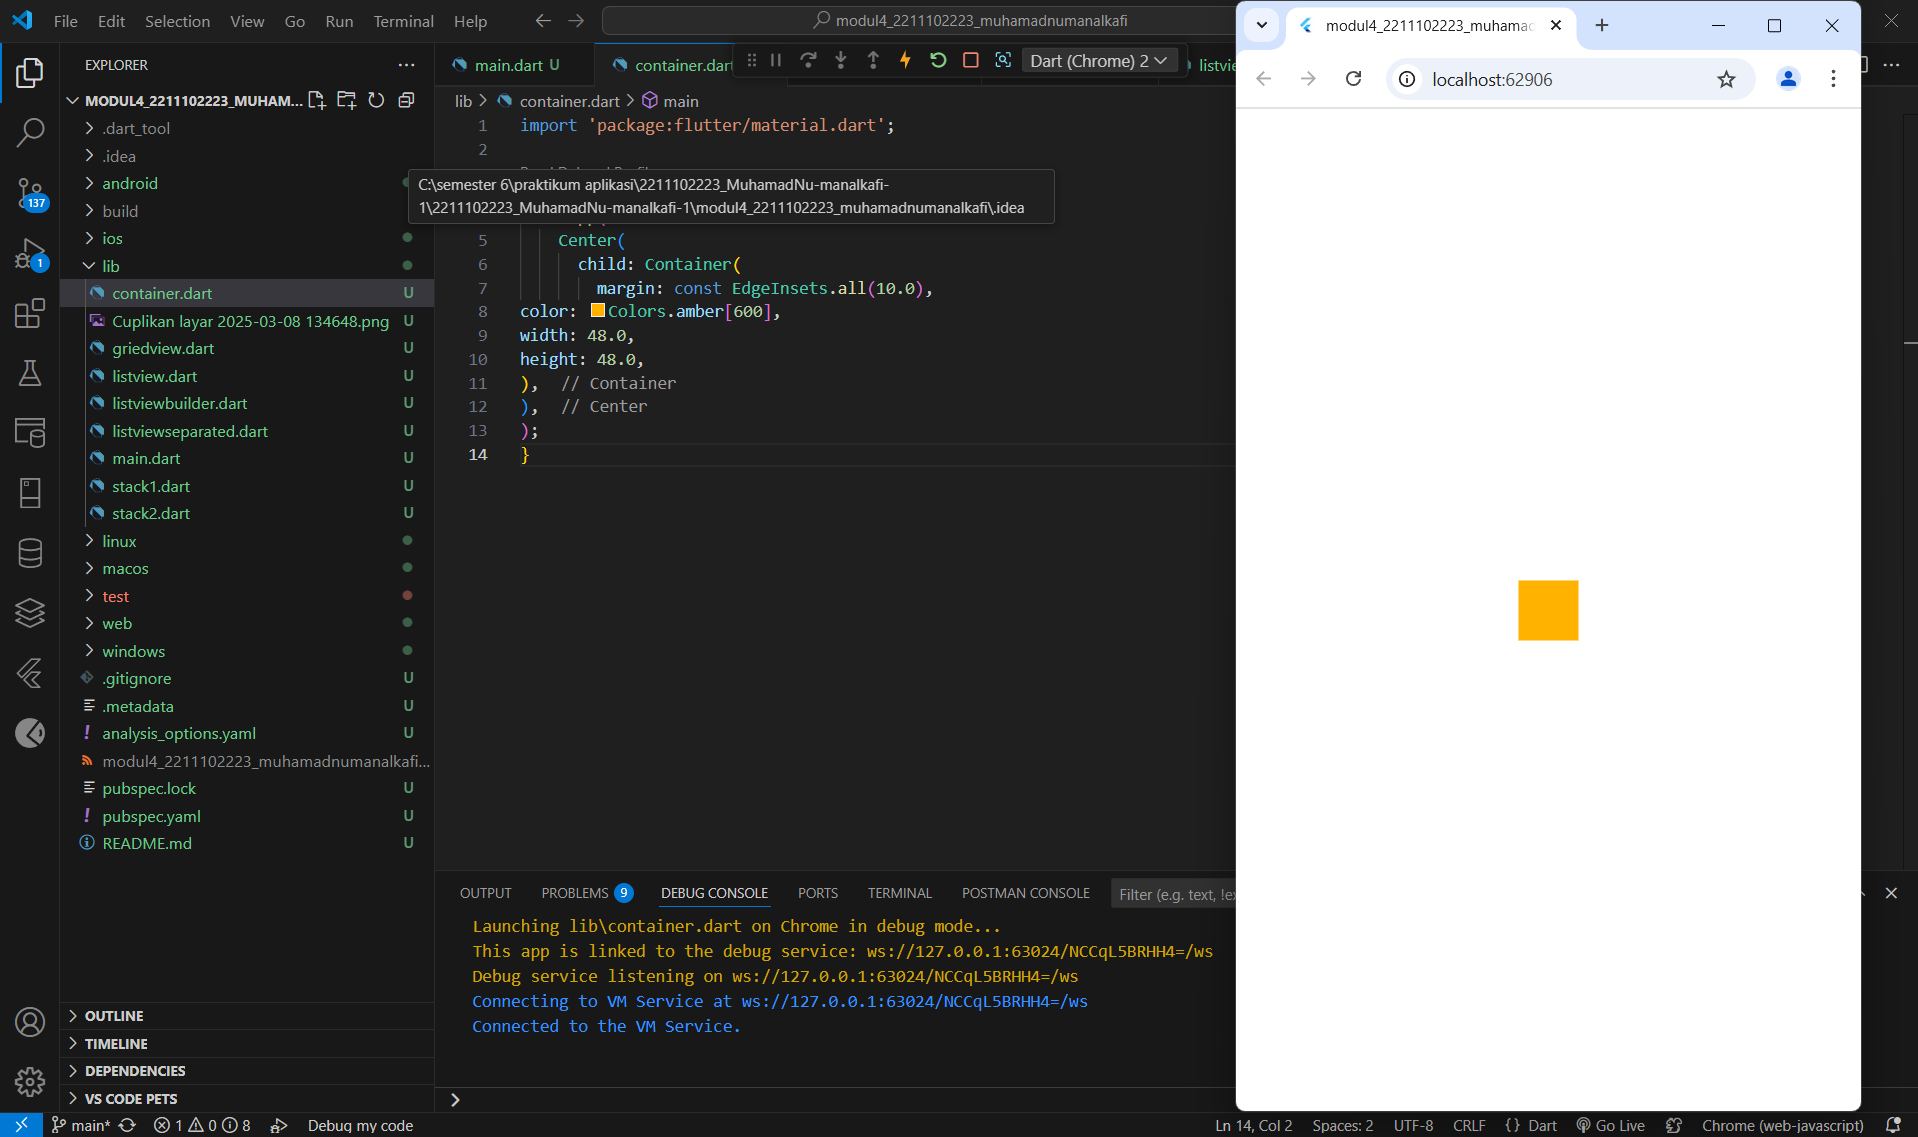 File Edit Selection View Go Run Terminal Help
modul4_2211102223_muhamadnumanalkafi
EXPLORER
MODUL4_2211102223_MUHAM...
.dart_tool
.idea
android
build
ios
lib
container.dart U
Cuplikan layar 2025-03-08 134648.png U
griedview.dart U
listview.dart U
listviewbuilder.dart U
listviewseparated.dart U
main.dart U
stack1.dart U
stack2.dart U
linux
macos
test
web
windows
.gitignore U
.metadata U
analysis_options.yaml U
modul4_2211102223_muhamadnumanalkafi...
pubspec.lock U
pubspec.yaml U
README.md U
OUTLINE
TIMELINE
DEPENDENCIES
VS CODE PETS
137
1
main.dart U
container.dart
Dart (Chrome) 2
listvie
lib > container.dart > main
1 import 'package:flutter/material.dart';
2
C:\semester 6\praktikum aplikasi\2211102223_MuhamadNu-manalkafi-
1\2211102223_MuhamadNu-manalkafi-1\modul4_2211102223_muhamadnumanalkafi\.idea
5 Center(
6 child: Container(
7 margin: const EdgeInsets.all(10.0),
8 color: Colors.amber[600],
9 width: 48.0,
10 height: 48.0,
11 ), // Container
12 ), // Center
13 );
14 }
OUTPUT PROBLEMS 9 DEBUG CONSOLE PORTS TERMINAL POSTMAN CONSOLE Filter (e.g. text, !ex
Launching lib\container.dart on Chrome in debug mode...
This app is linked to the debug service: ws://127.0.0.1:63024/NCCqL5BRHH4=/ws
Debug service listening on ws://127.0.0.1:63024/NCCqL5BRHH4=/ws
Connecting to VM Service at ws://127.0.0.1:63024/NCCqL5BRHH4=/ws
Connected to the VM Service.
modul4_2211102223_muhamad
localhost:62906
main* 1 0 8 Debug my code
Ln 14, Col 2 Spaces: 2 UTF-8 CRLF {} Dart Go Live Chrome (web-javascript)